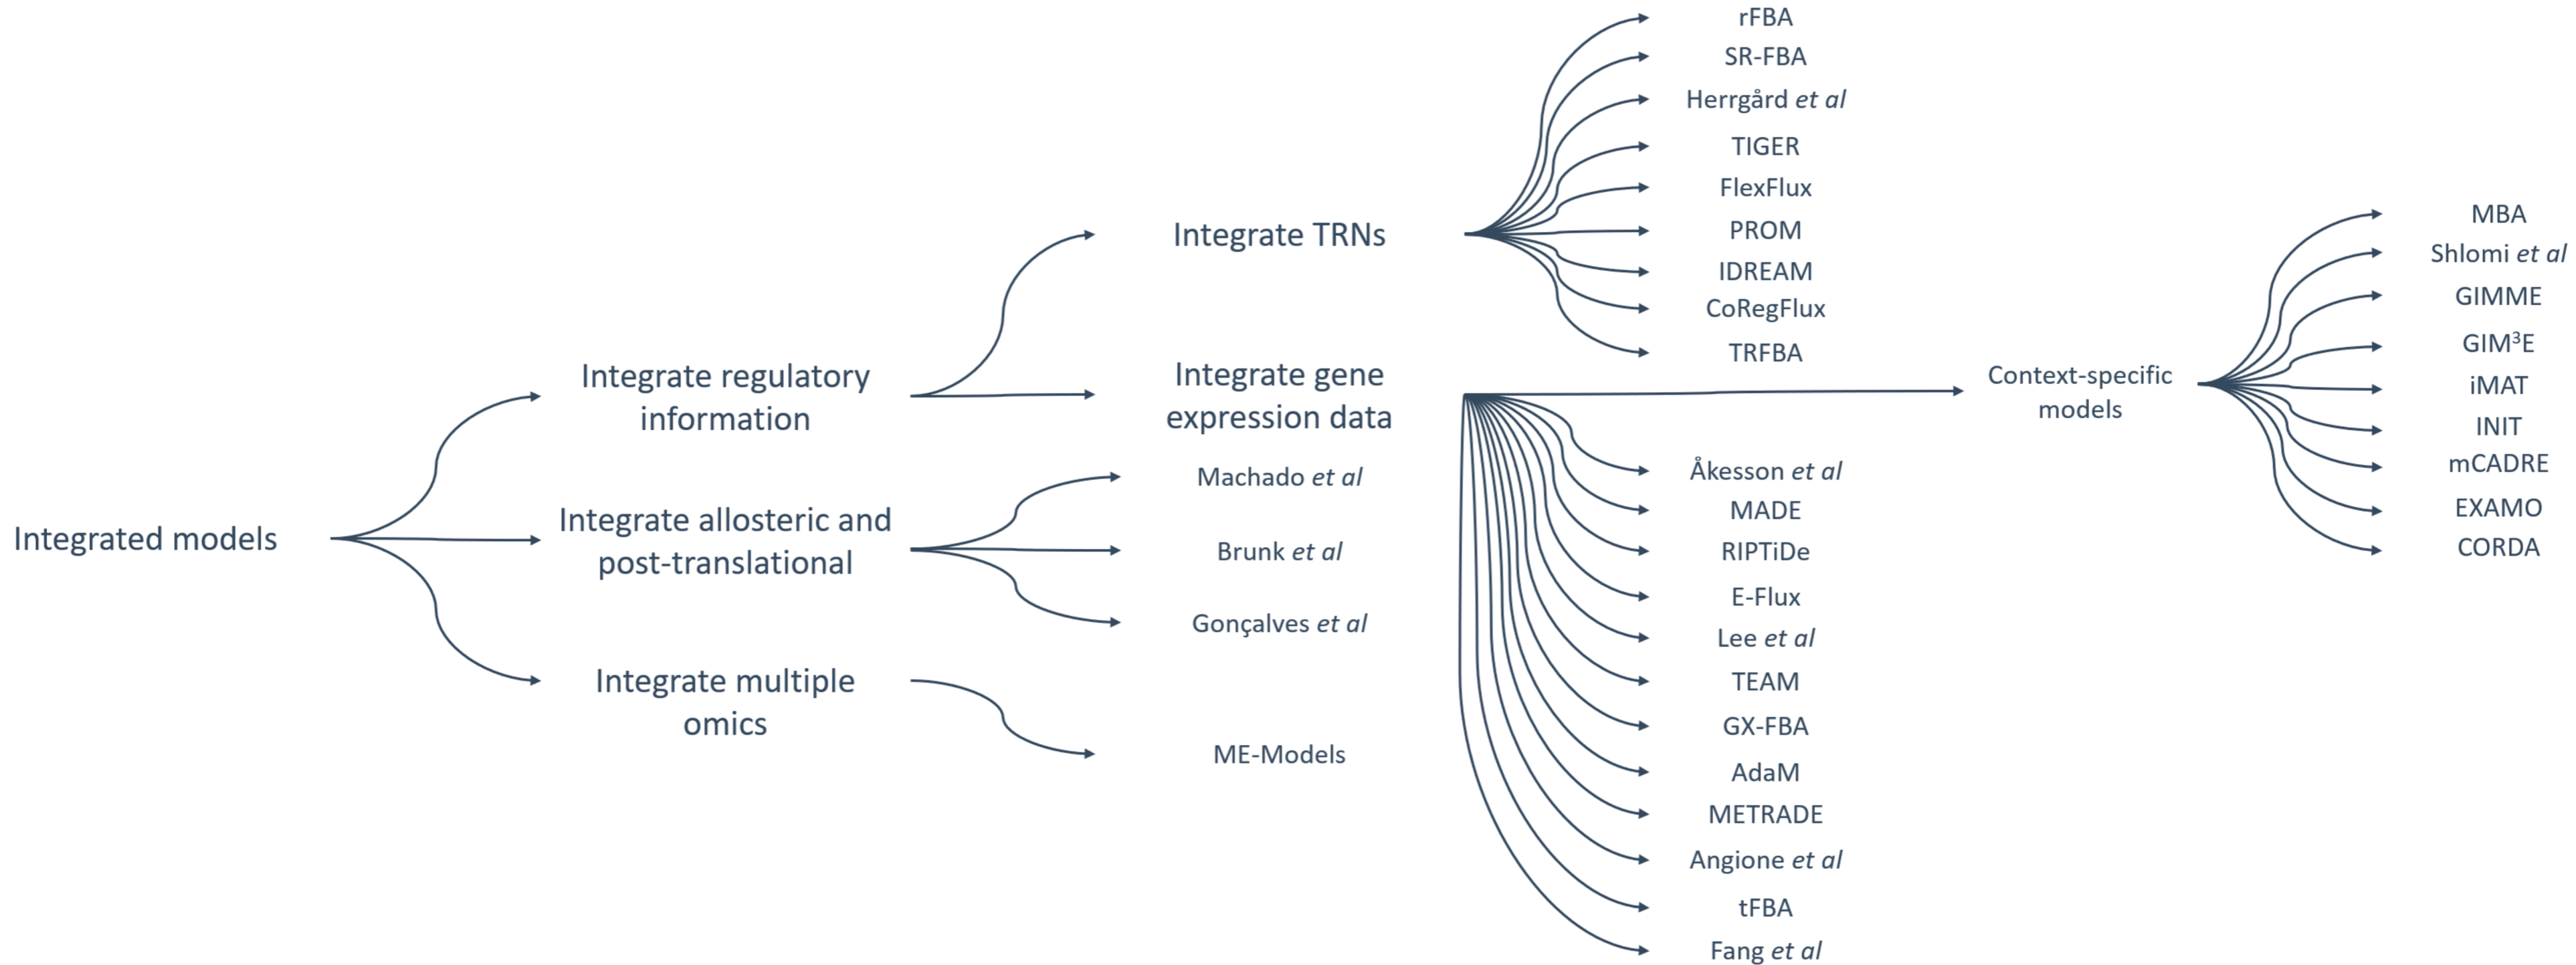 Integrated models
Integrate regulatory
information
Integrate allosteric and
post-translational
Integrate multiple
omics
Integrate TRNs
Integrate gene
expression data
Machado et al
Brunk et al
Gonçalves et al
ME-Models
rFBA
SR-FBA
Herrgård et al
TIGER
FlexFlux
PROM
IDREAM
CoRegFlux
TRFBA
Åkesson et al
MADE
RIPTiDe
E-Flux
Lee et al
TEAM
GX-FBA
AdaM
METRADE
Angione et al
tFBA
Fang et al
Context-specific
models
MBA
Shlomi et al
GIMME
GIM³E
iMAT
INIT
mCADRE
EXAMO
CORDA